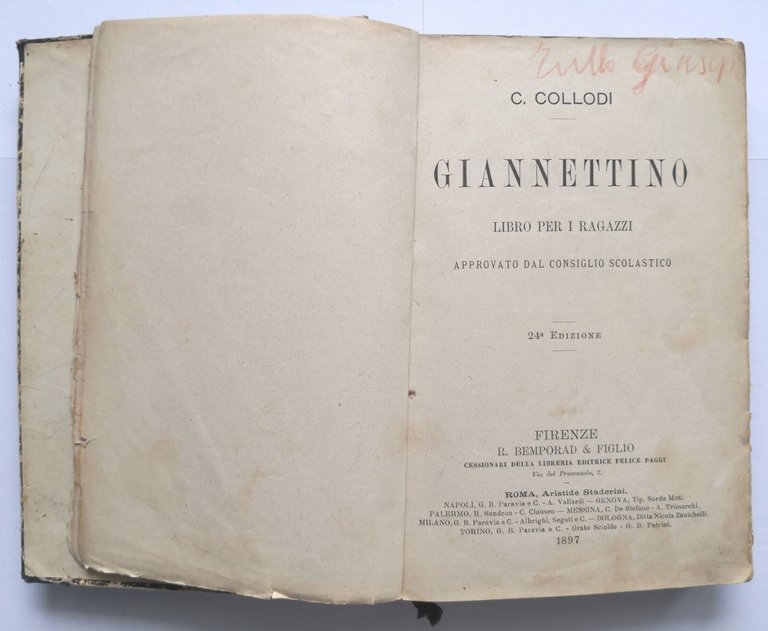 C. COLLODI
GIANNETTINO
LIBRO PER I RAGAZZI
APPROVATO DAL CONSIGLIO SCOLASTICO
24ª EDIZIONE
FIRENZE
R. BEMPORAD & FIGLIO
CESSIONARI DELLA LIBRERIA EDITRICE FELICE PAGGI
Via del Proconsolo, 7.
ROMA, Aristide Staderini.
NAPOLI, G. B. Paravia e C. - A. Vallardi — GENOVA, Tip. Sordo Muti.
PALERMO, R. Sandron - C. Clausen — MESSINA, C. De Stefano - A. Trimarchi.
MILANO, G. B. Paravia e C. - Albrighi, Segati e C. — BOLOGNA, Ditta Nicola Zanichelli.
TORINO, G. B. Paravia e C. - Grato Scioldo - G. B. Petrini.
1897